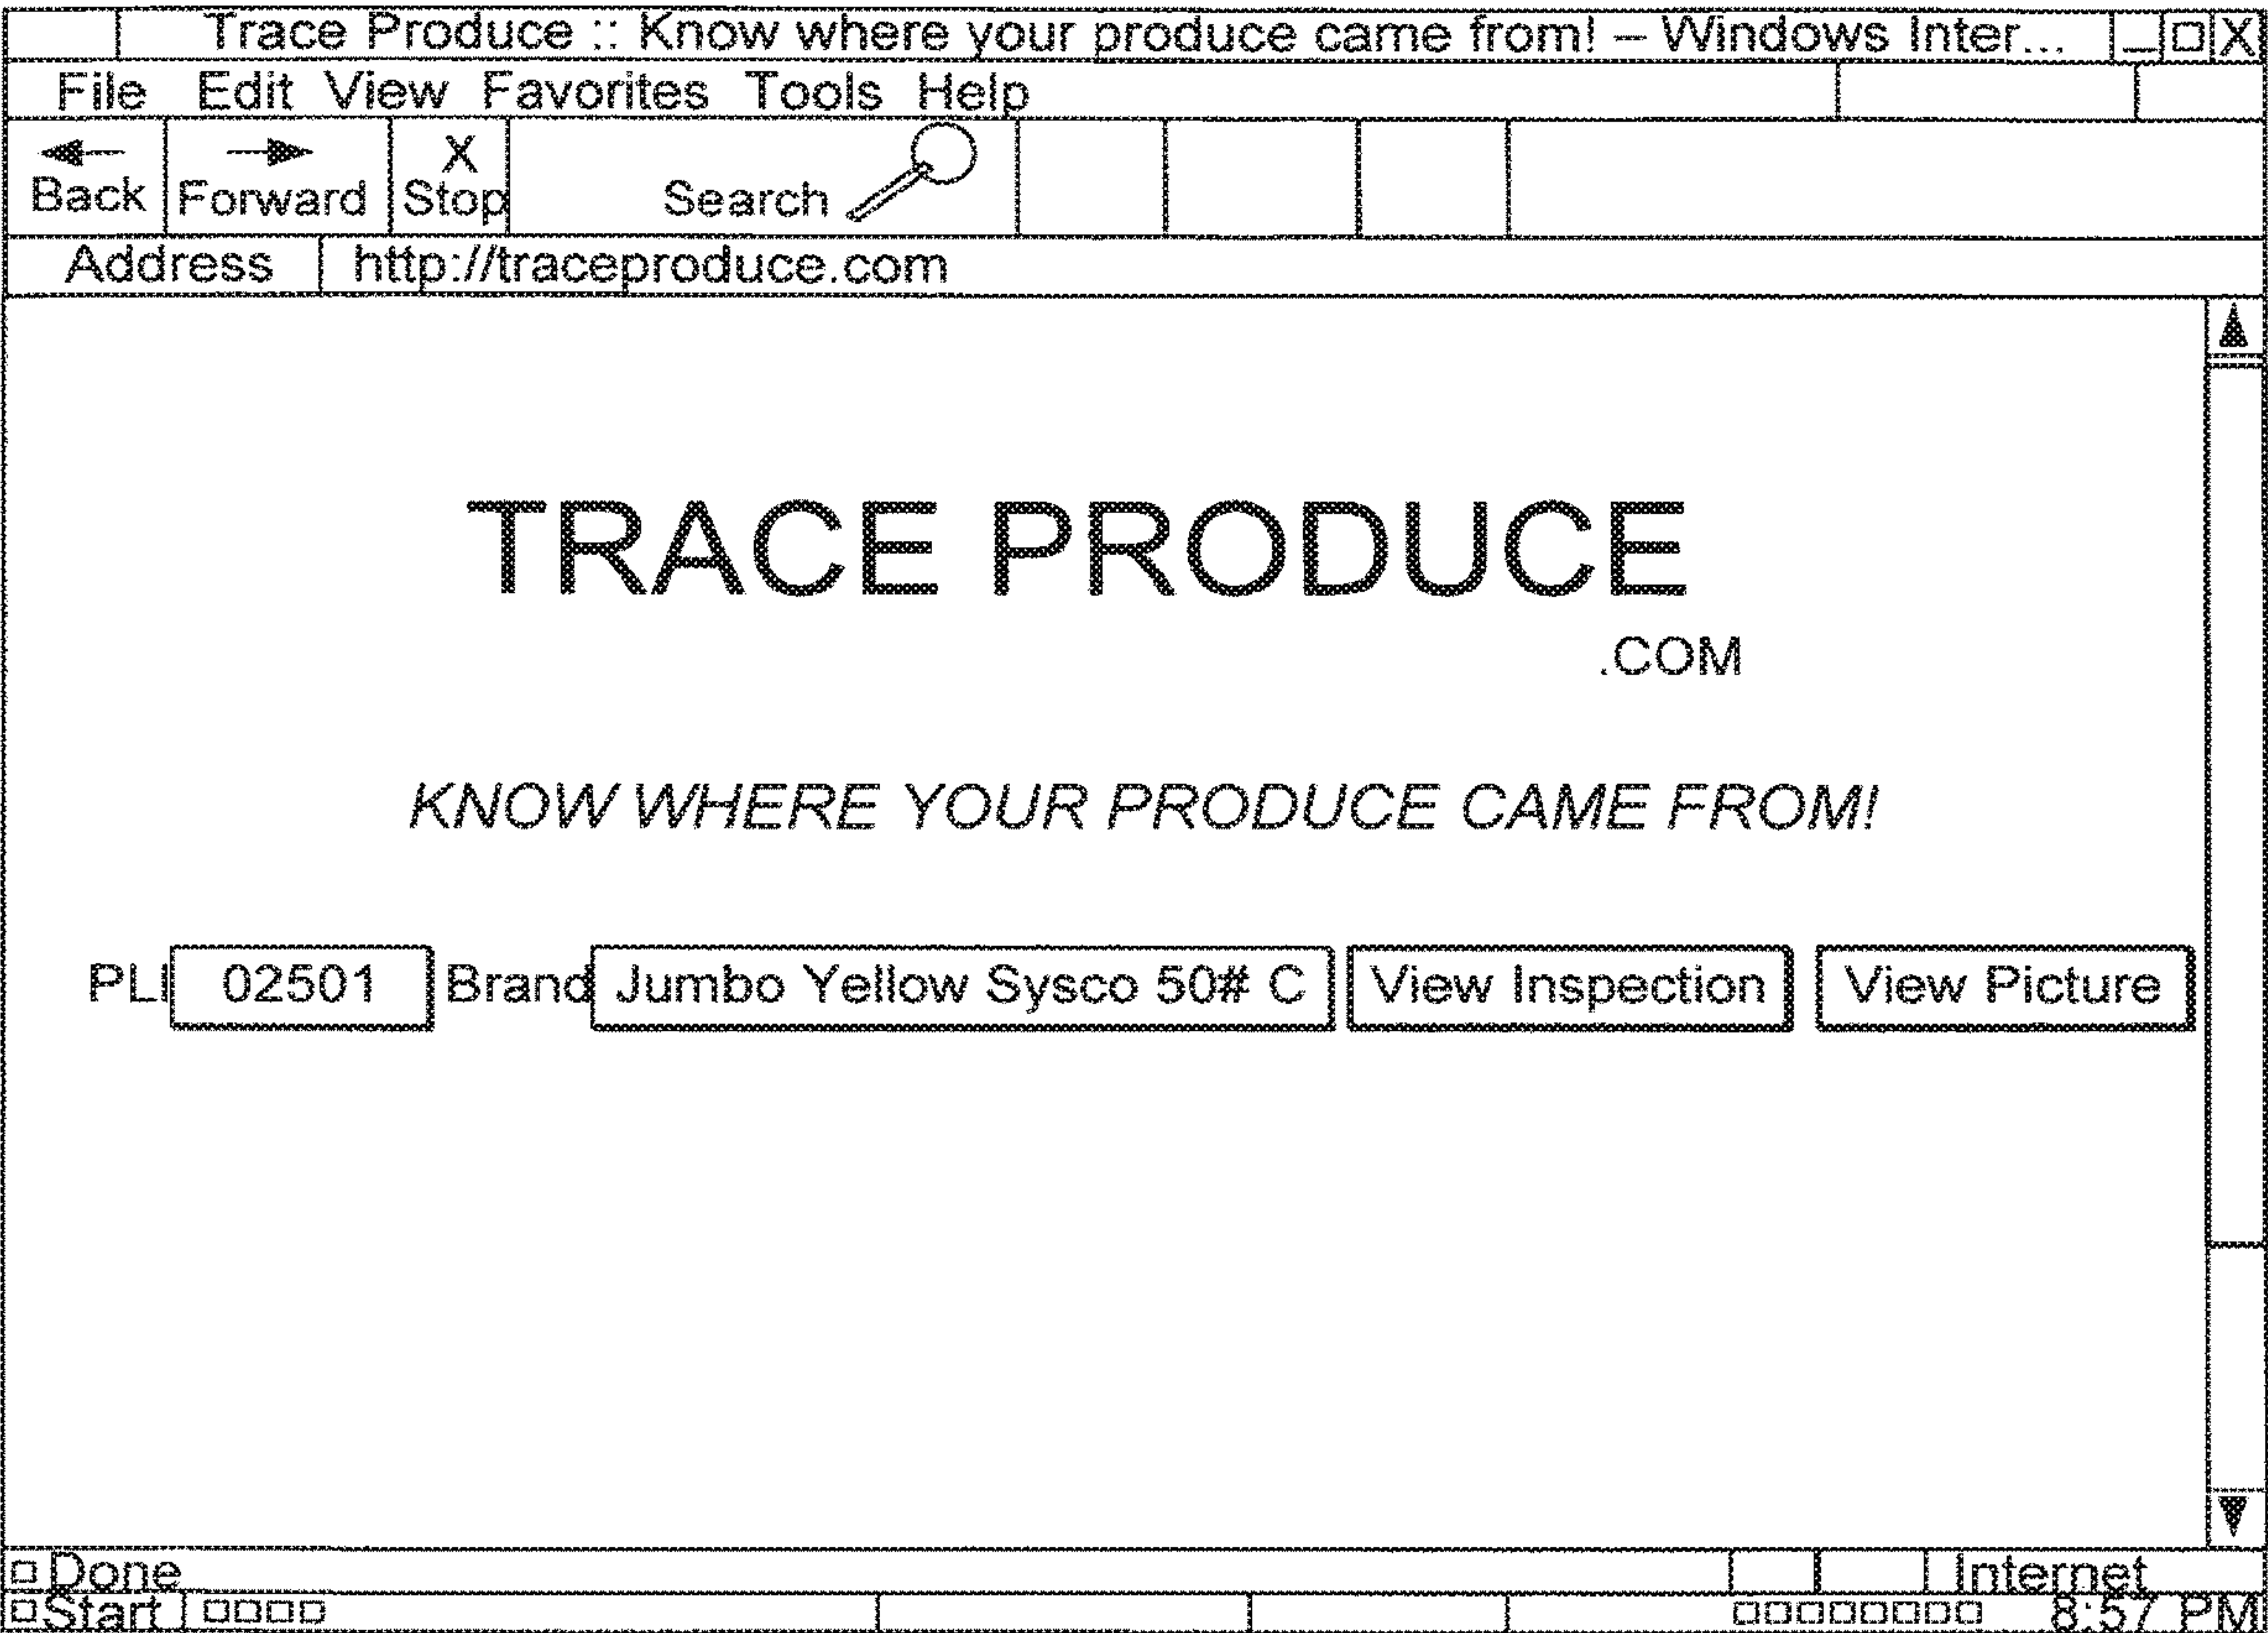 Trace Produce :: Know where your produce came from! – Windows Inter...
File Edit View Favorites Tools Help
X
Back Forward Stop Search
Address http://traceproduce.com
TRACE PRODUCE
.COM
KNOW WHERE YOUR PRODUCE CAME FROM!
PLI 02501 Brand Jumbo Yellow Sysco 50# C View Inspection View Picture
Done Internet
Start 8:57 PM